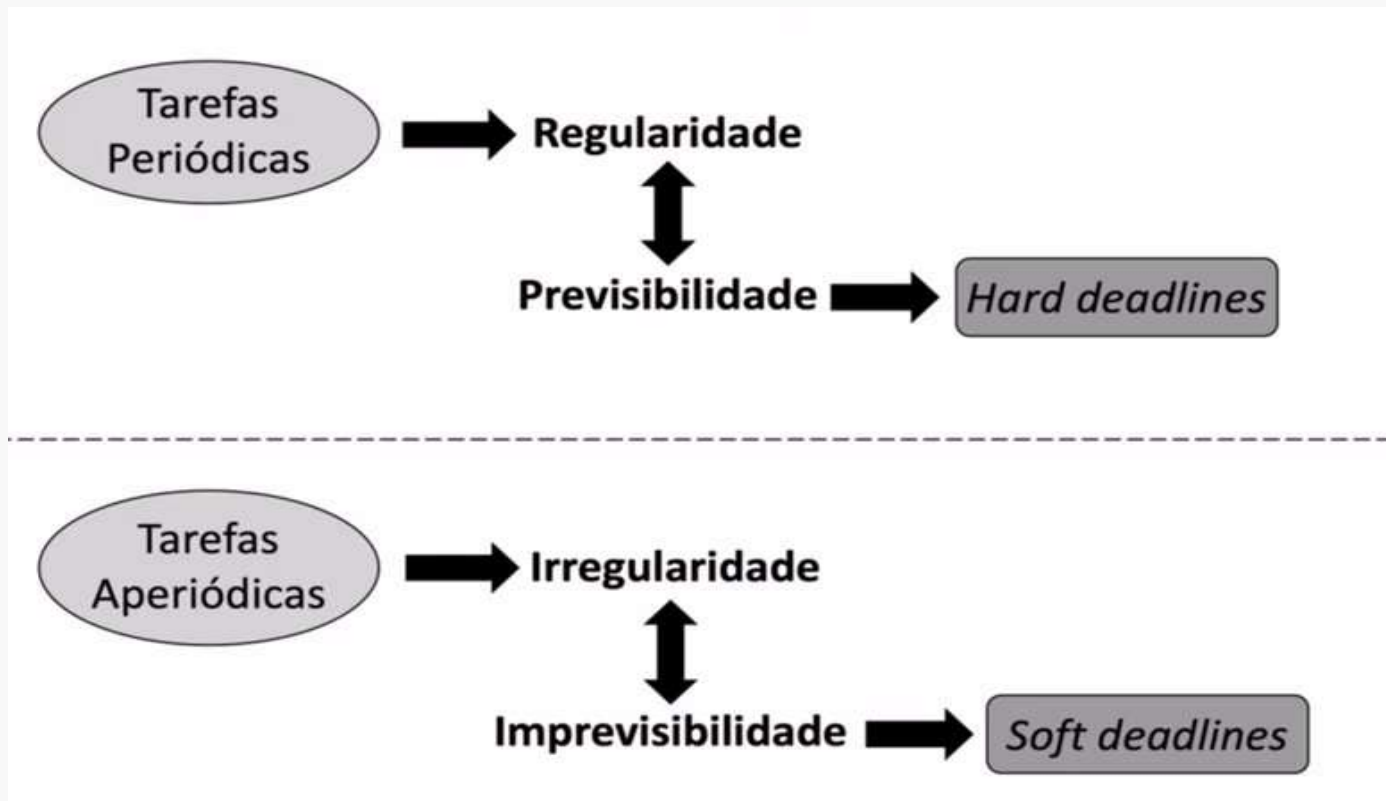 Tarefas
Periódicas
Regularidade
Previsibilidade
Hard deadlines
Tarefas
Aperiódicas
Irregularidade
Imprevisibilidade
Soft deadlines